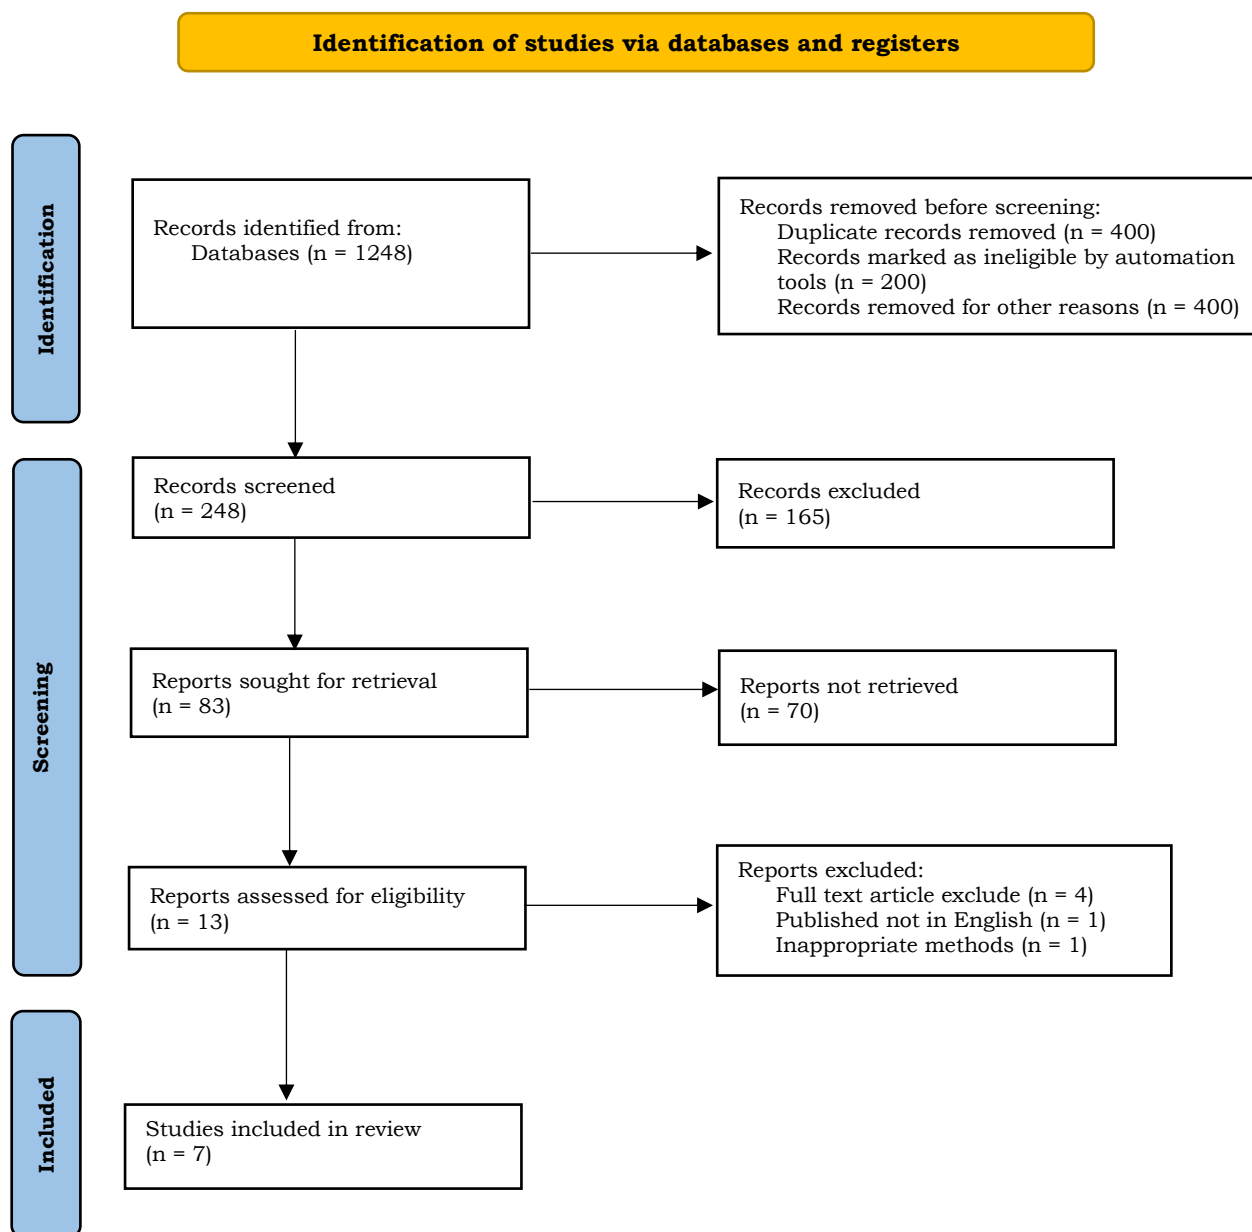 Identification of studies via databases and registers
Identification
Records identified from:
Databases (n = 1248)
Records removed before screening:
Duplicate records removed (n = 400)
Records marked as ineligible by automation
tools (n = 200)
Records removed for other reasons (n = 400)
Screening
Records screened
(n = 248)
Records excluded
(n = 165)
Reports sought for retrieval
(n = 83)
Reports not retrieved
(n = 70)
Reports assessed for eligibility
(n = 13)
Reports excluded:
Full text article exclude (n = 4)
Published not in English (n = 1)
Inappropriate methods (n = 1)
Included
Studies included in review
(n = 7)